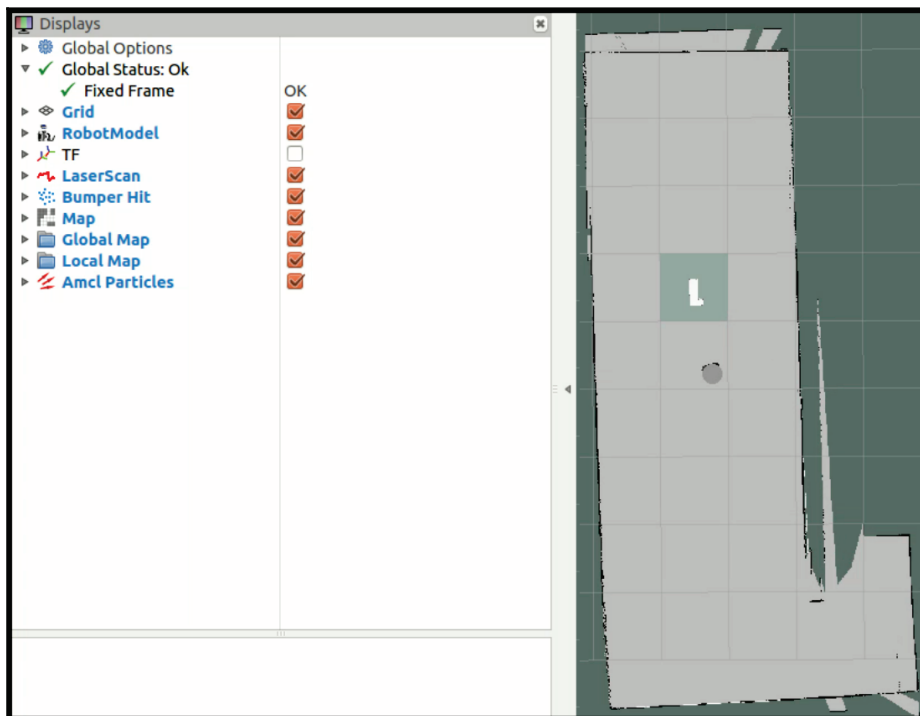 Displays
Global Options
Global Status: Ok
Fixed Frame OK
Grid
RobotModel
TF
LaserScan
Bumper Hit
Map
Global Map
Local Map
Amcl Particles